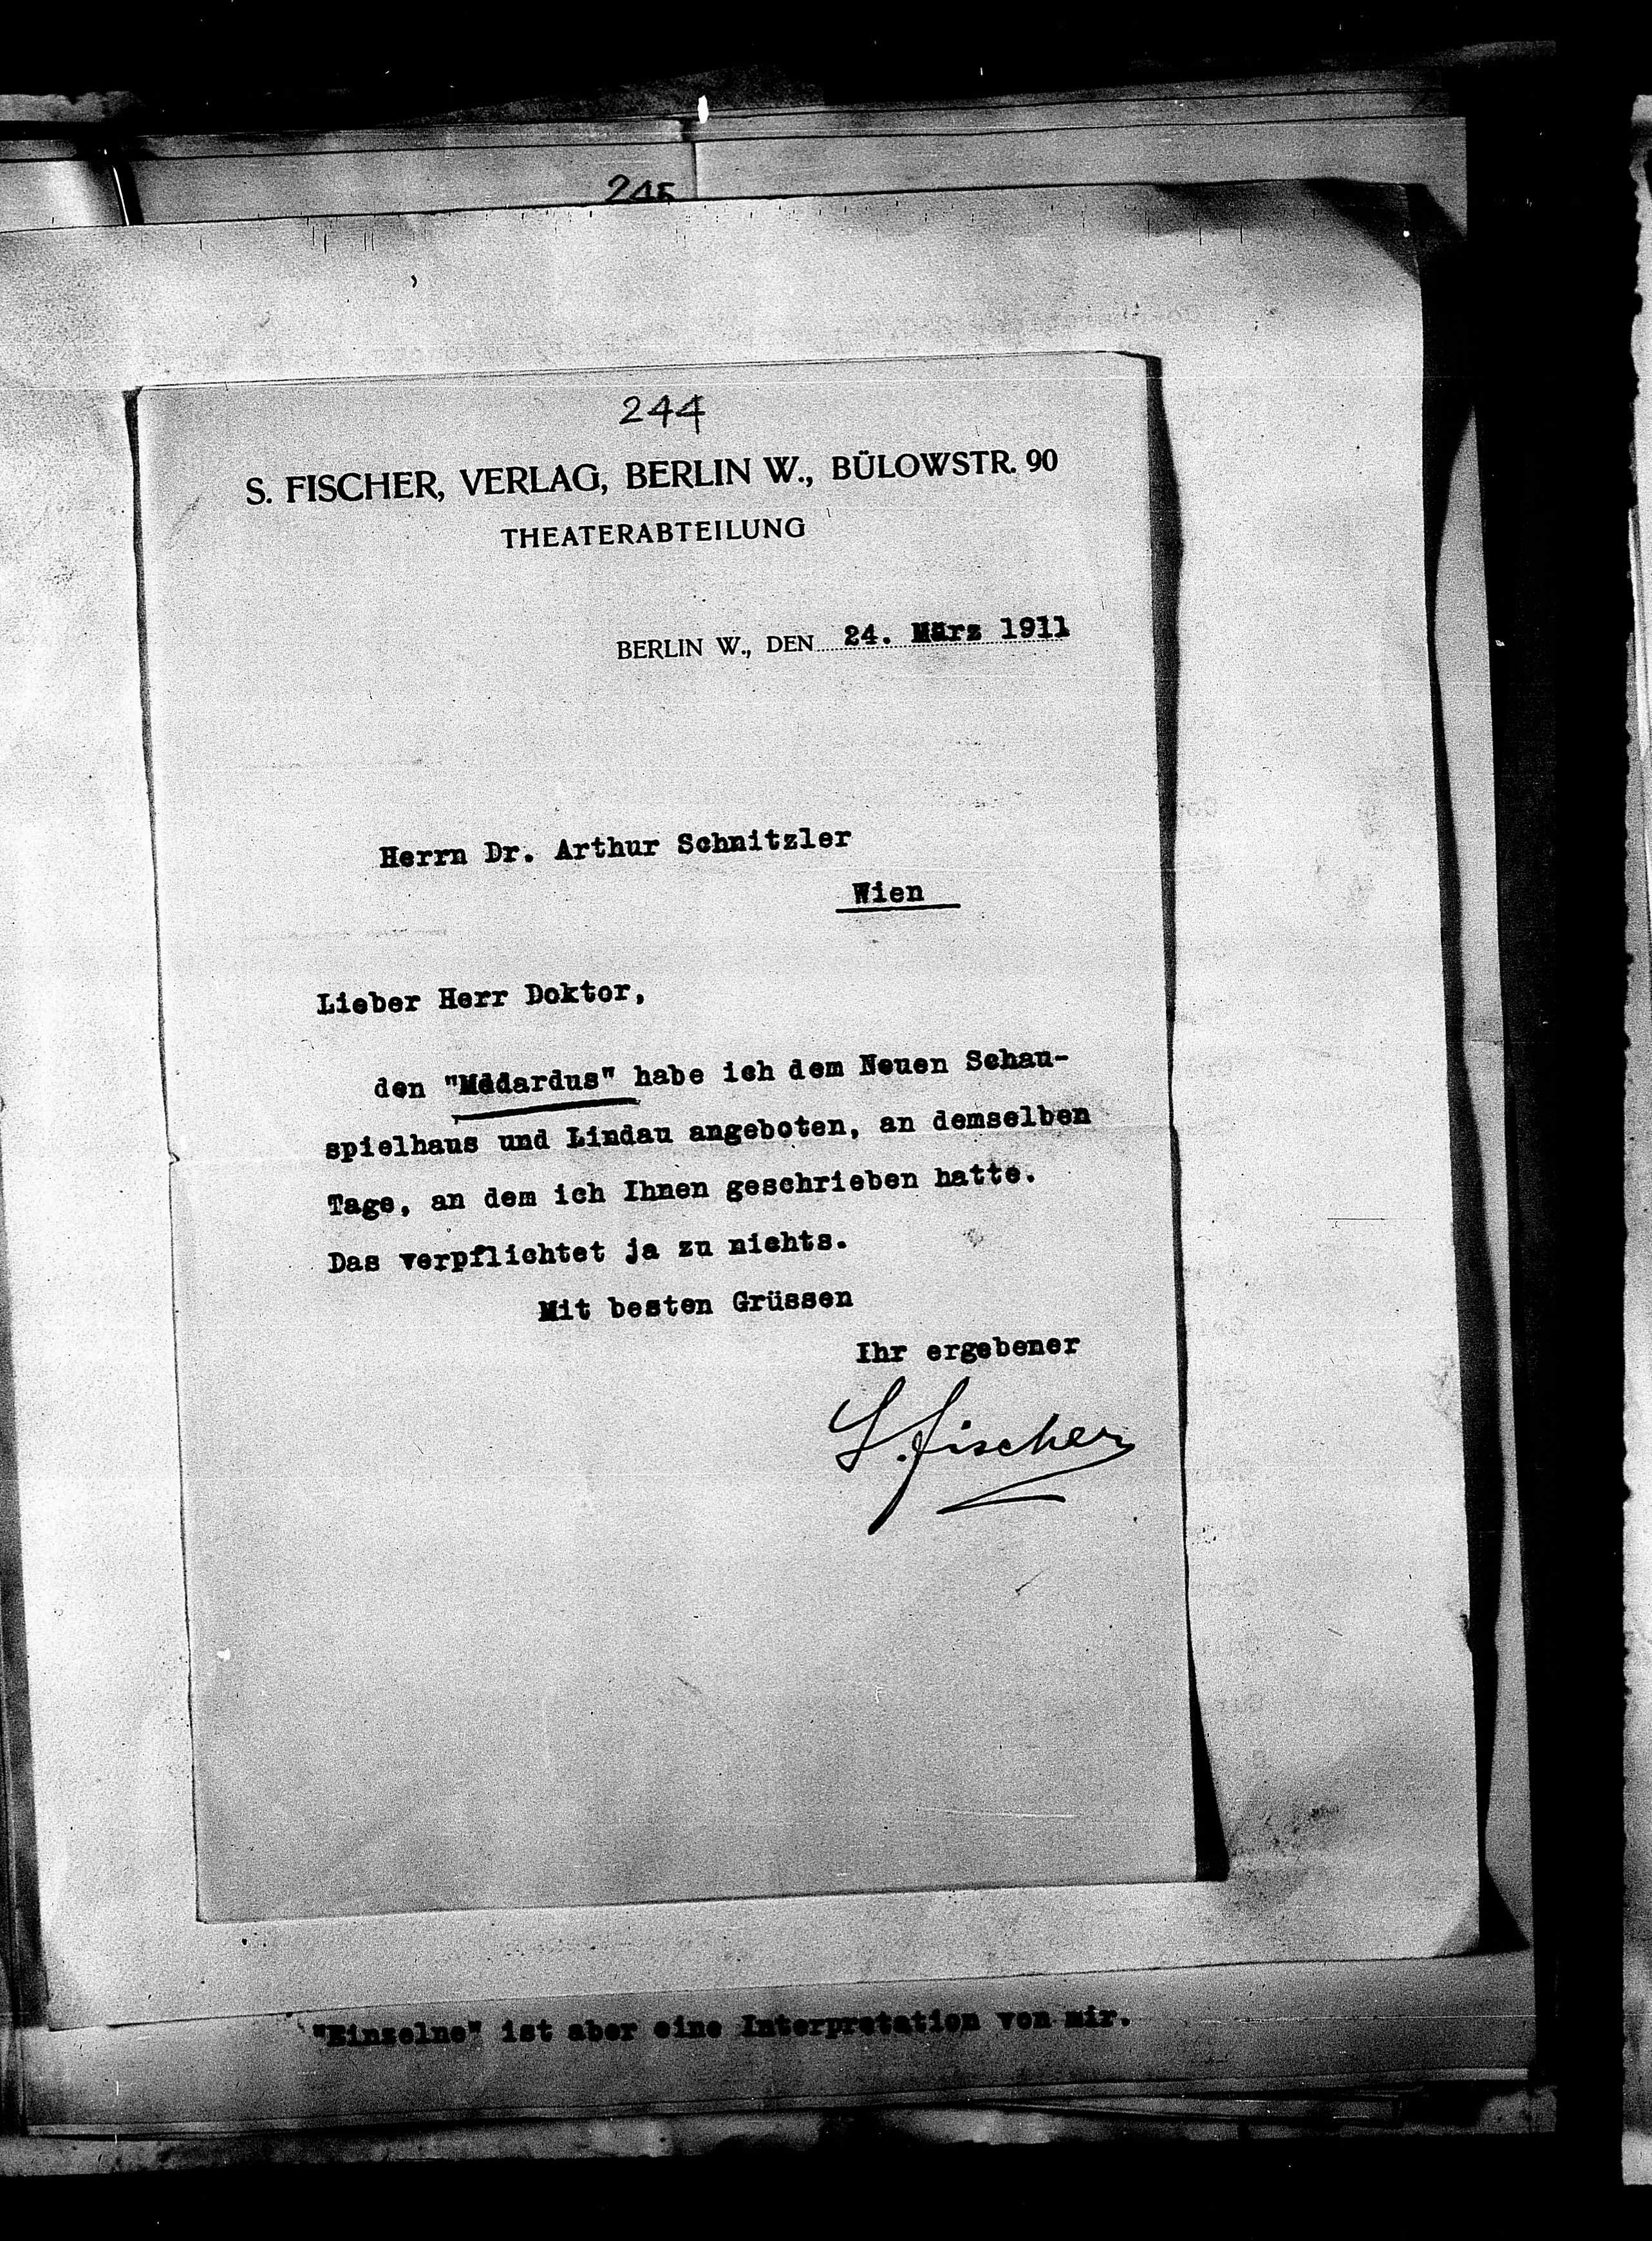 245
244
S. FISCHER, VERLAG, BERLIN W., BÜLOWSTR. 90
THEATERABTEILUNG
BERLIN W., DEN 24. März 1911
Herrn Dr. Arthur Schnitzler
Wien
Lieber Herr Doktor,
den "Mädardus" habe ich dem Neuen Schau-
spielhaus und Lindau angeboten, an demselben
Tage, an dem ich Ihnen geschrieben hatte.
Das verpflichtet ja zu nichts.
Mit besten Grüssen
Ihr ergebener
S. Fischer
"Einzelne" ist aber eine Interpretation von mir.